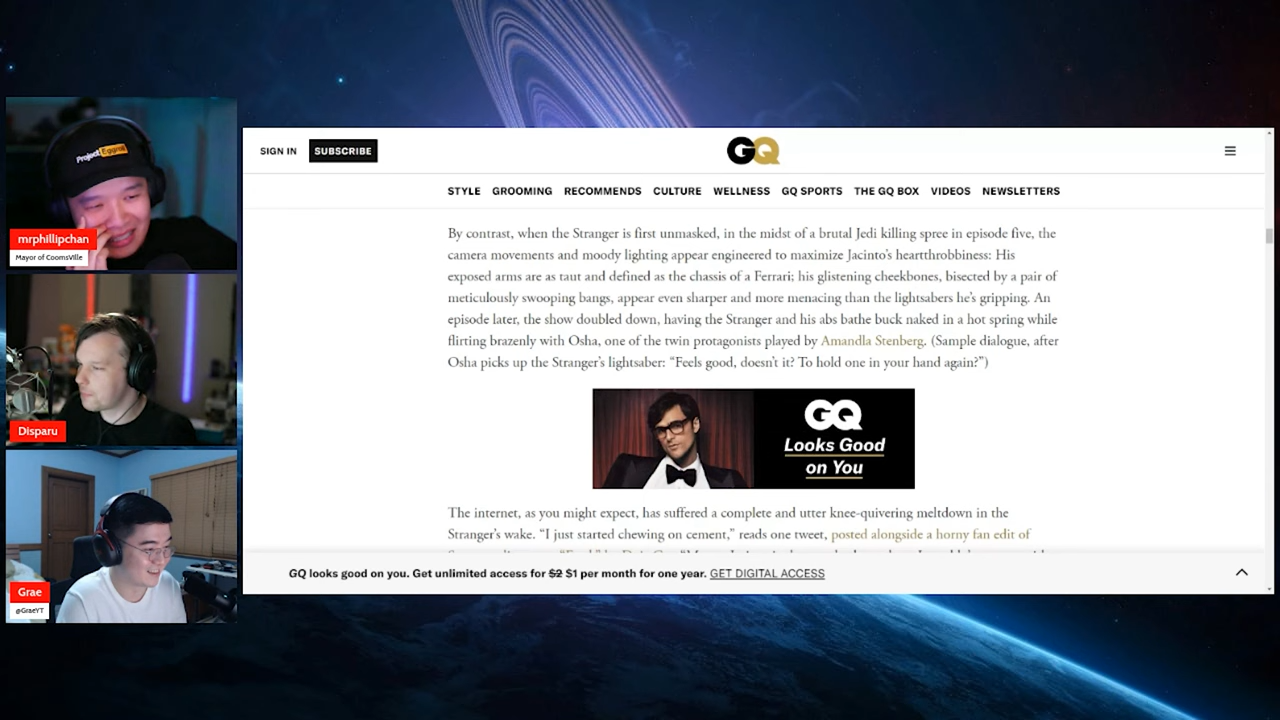 Project Eggroll
mrphillipchan
Mayor of CoomsVille
Disparu
Grae
@GraeYT
SIGN IN
SUBSCRIBE
GQ
STYLE GROOMING RECOMMENDS CULTURE WELLNESS GQ SPORTS THE GQ BOX VIDEOS NEWSLETTERS
By contrast, when the Stranger is first unmasked, in the midst of a brutal Jedi killing spree in episode five, the
camera movements and moody lighting appear engineered to maximize Jacinto's heartthrobbiness: His
exposed arms are as taut and defined as the chassis of a Ferrari; his glistening cheekbones, bisected by a pair of
meticulously swooping bangs, appear even sharper and more menacing than the lightsabers he's gripping. An
episode later, the show doubled down, having the Stranger and his abs bathe buck naked in a hot spring while
flirting brazenly with Osha, one of the twin protagonists played by Amandla Stenberg. (Sample dialogue, after
Osha picks up the Stranger's lightsaber: "Feels good, doesn't it? To hold one in your hand again?")
GQ
Looks Good
on You
The internet, as you might expect, has suffered a complete and utter knee-quivering meltdown in the
Stranger's wake. "I just started chewing on cement," reads one tweet, posted alongside a horny fan edit of
GQ looks good on you. Get unlimited access for $2 $1 per month for one year. GET DIGITAL ACCESS